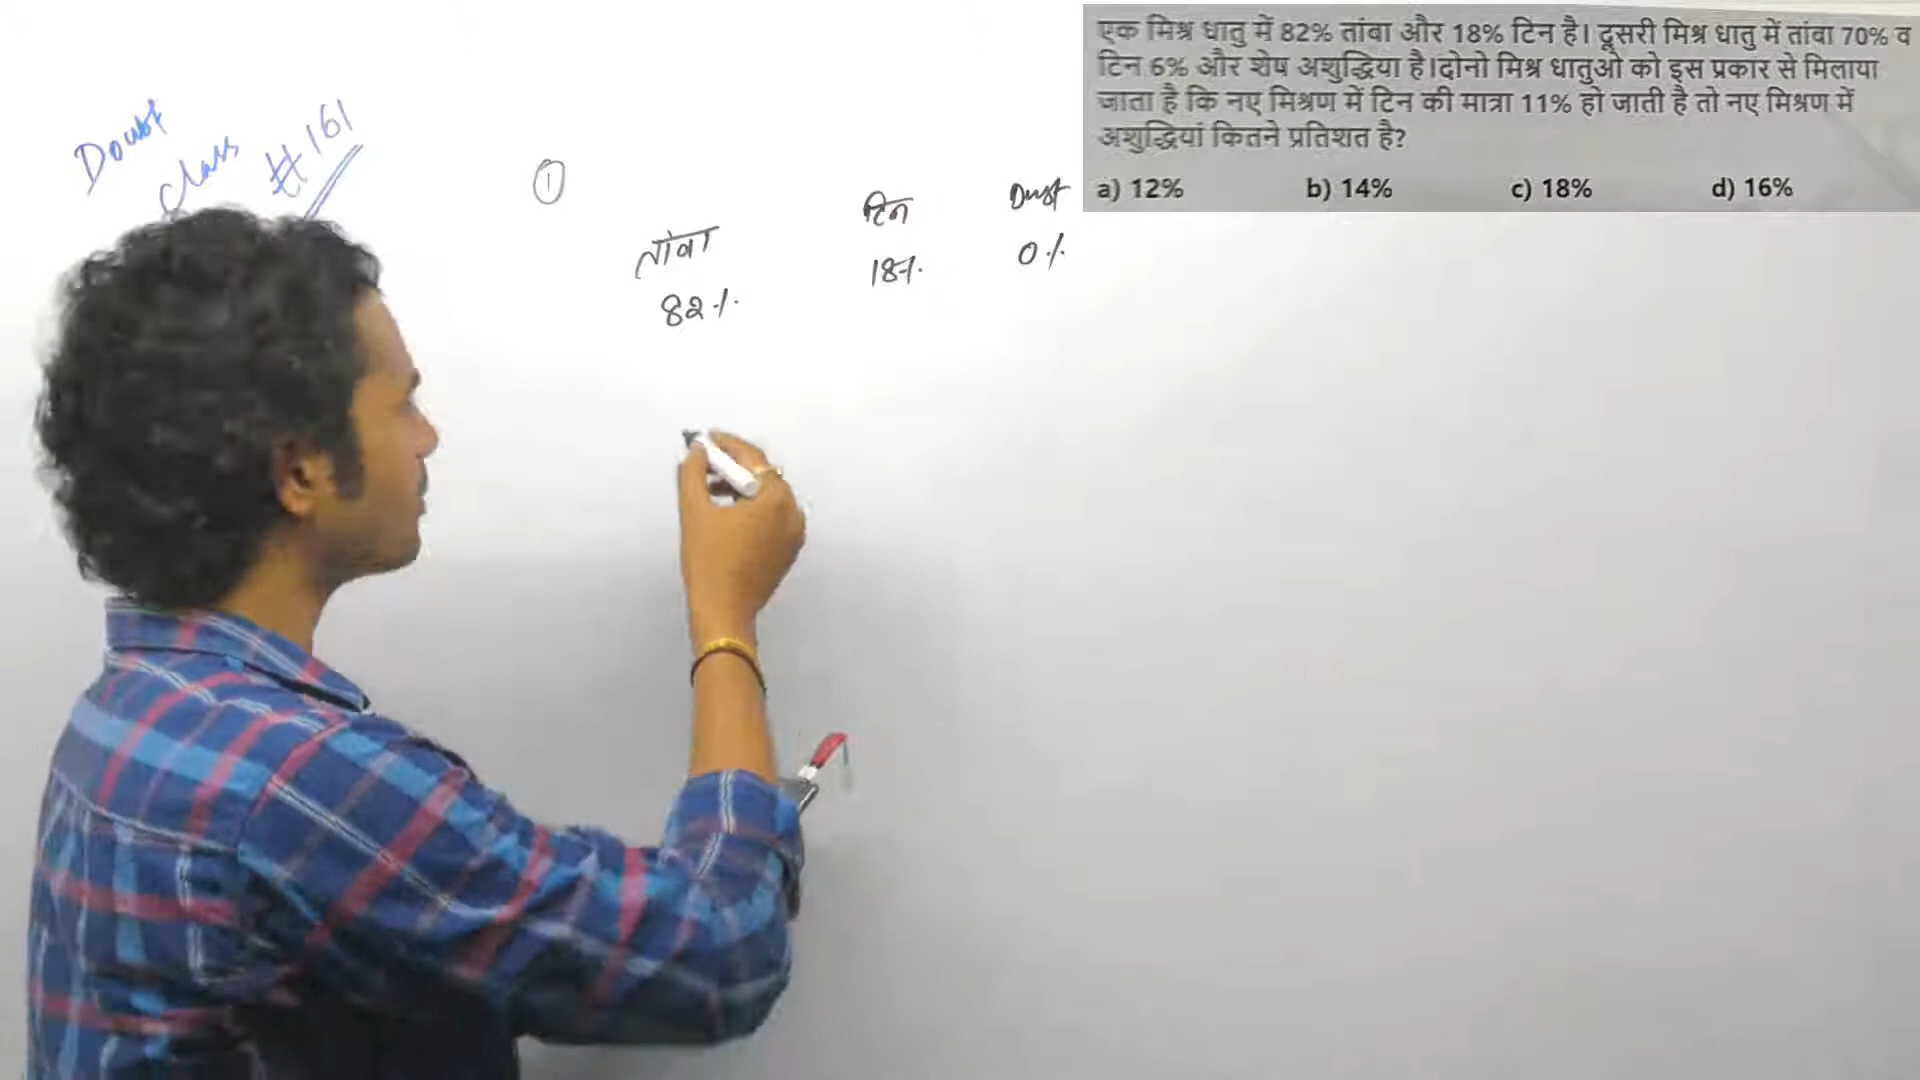 एक मिश्र धातु में 82% तांबा और 18% टिन है। दूसरी मिश्र धातु में तांबा 70% व
टिन 6% और शेष अशुद्धिया है।दोनो मिश्र धातुओ को इस प्रकार से मिलाया
जाता है कि नए मिश्रण में टिन की मात्रा 11% हो जाती है तो नए मिश्रण में
अशुद्धियां कितने प्रतिशत है?
a) 12% b) 14% c) 18% d) 16%
Doubt
class
#161
①
तांबा टिन Dust
82% 18% 0%